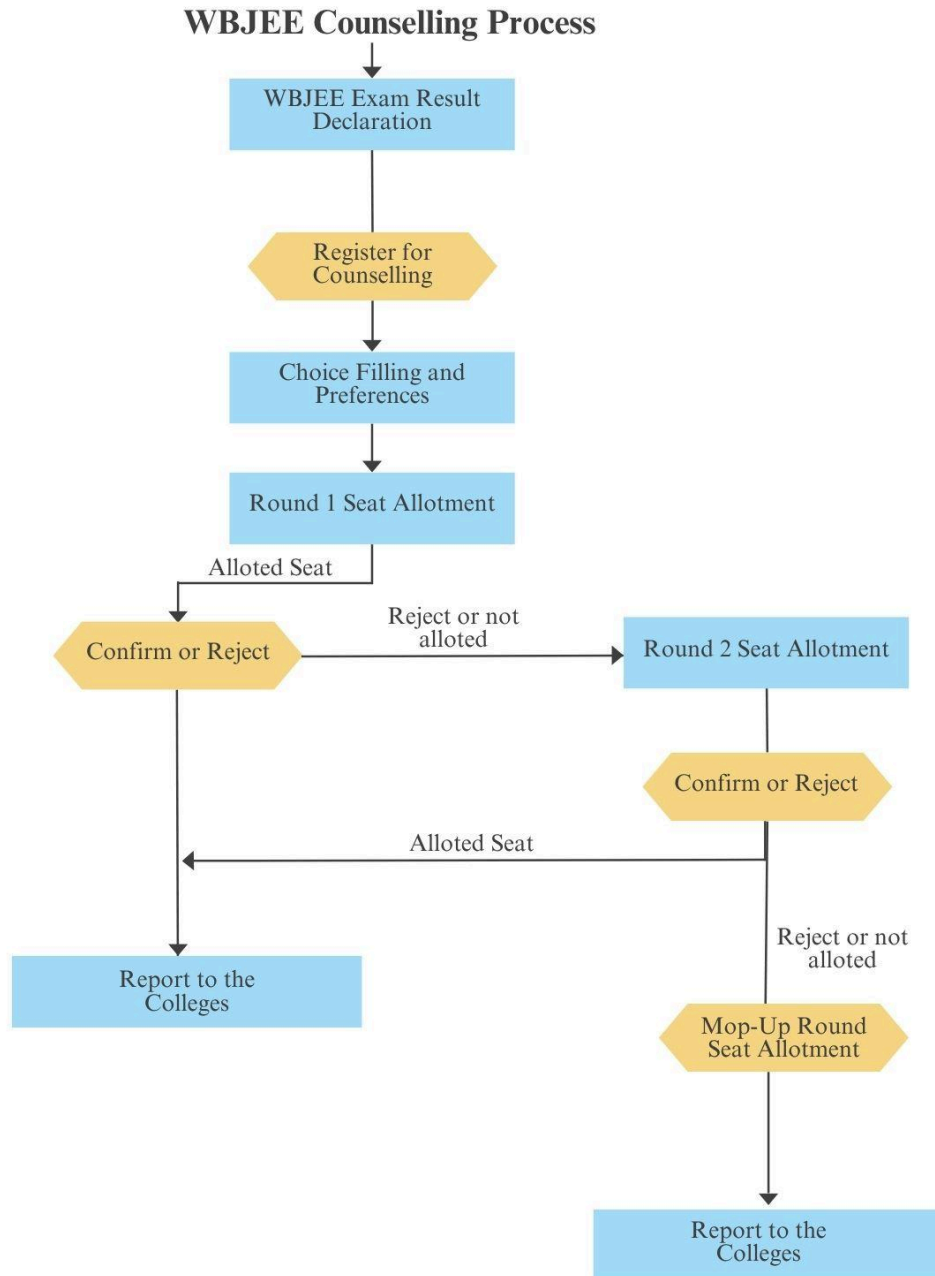 WBJEE Counselling Process
WBJEE Exam Result
Declaration
Register for
Counselling
Choice Filling and
Preferences
Round 1 Seat Allotment
Alloted Seat
Confirm or Reject
Reject or not
alloted
Round 2 Seat Allotment
Confirm or Reject
Alloted Seat
Reject or not
alloted
Report to the
Colleges
Mop-Up Round
Seat Allotment
Report to the
Colleges